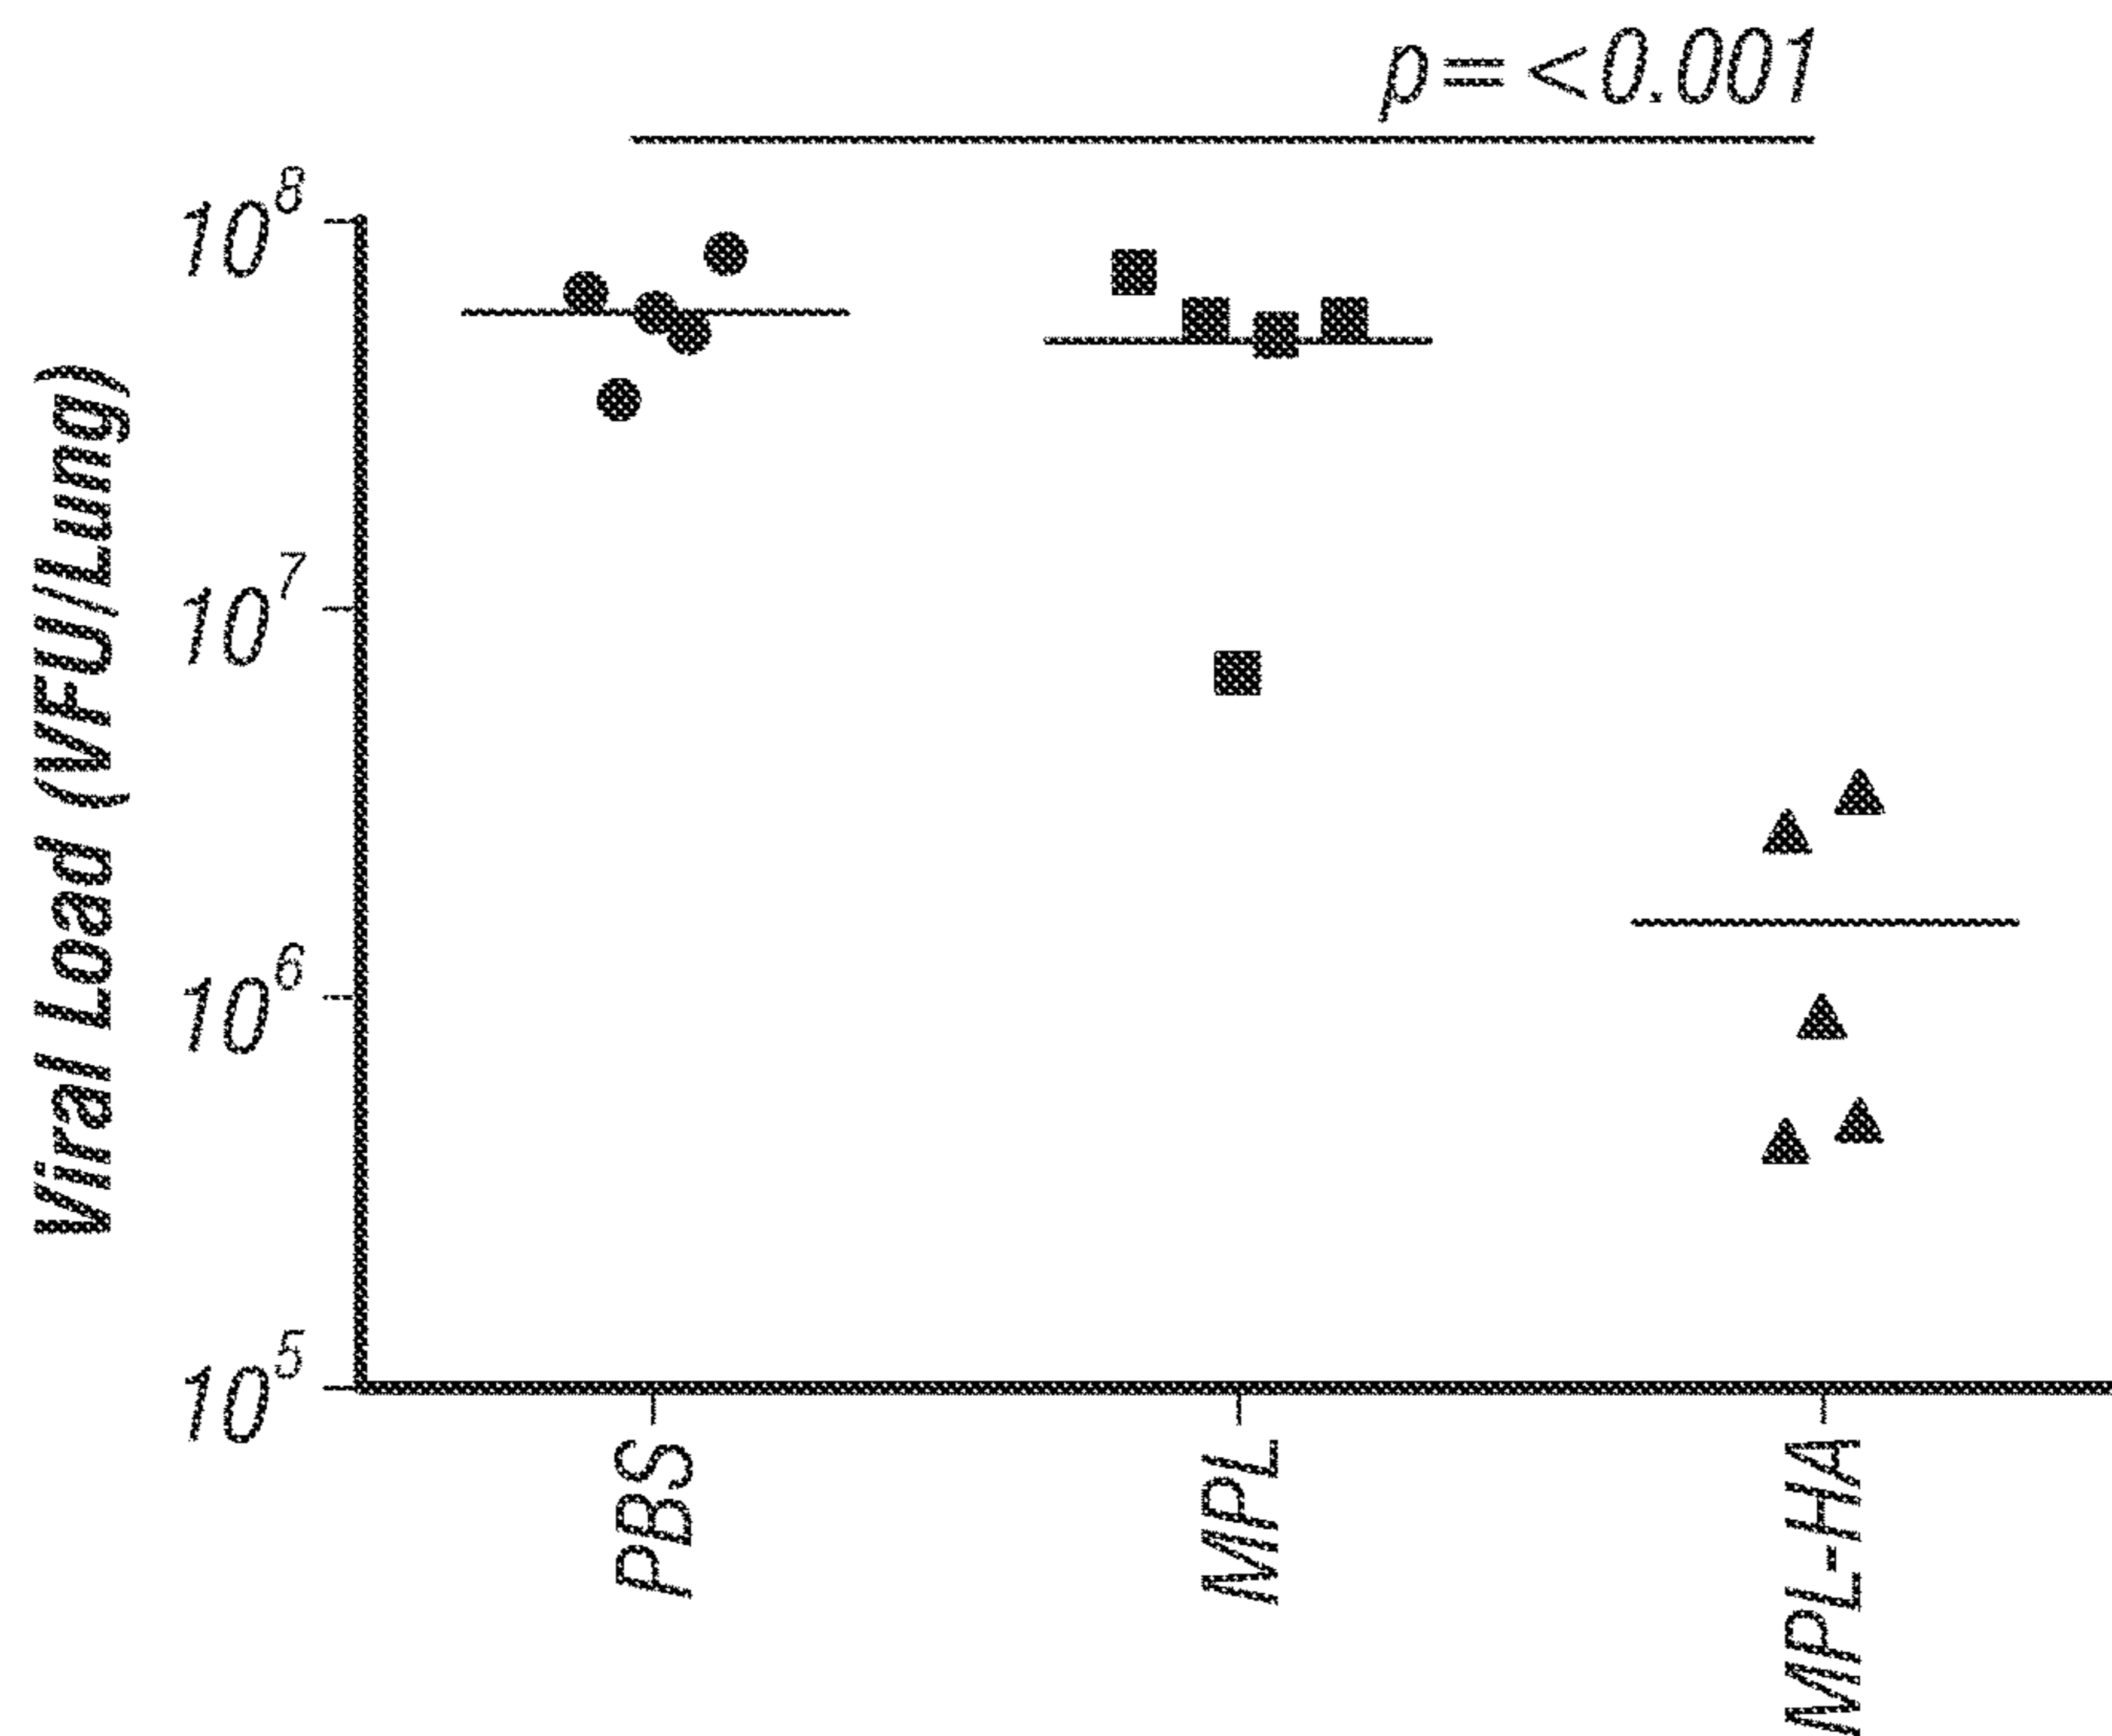 p=<0.001
10^8
10^7
10^6
10^5
Viral Load (VFU/Lung)
PBS
MPL
MPL-HA